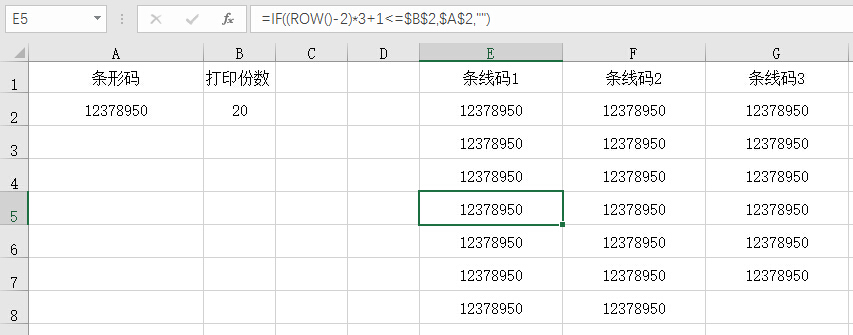 E5 fx =IF((ROW()-2)*3+1<=$B$2,$A$2,"")
A B C D E F G
1 条形码 打印份数 条线码1 条线码2 条线码3
2 12378950 20 12378950 12378950 12378950
3 12378950 12378950 12378950
4 12378950 12378950 12378950
5 12378950 12378950 12378950
6 12378950 12378950 12378950
7 12378950 12378950 12378950
8 12378950 12378950